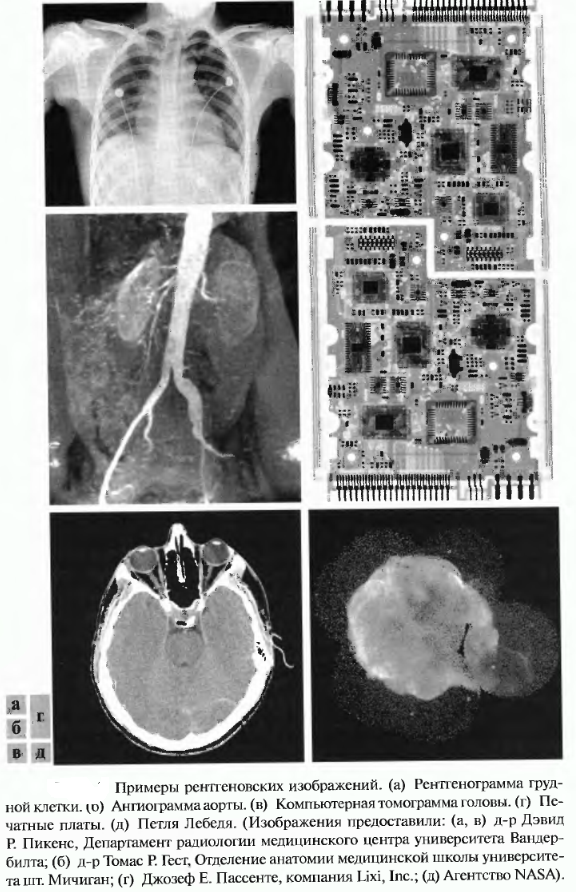 а
г
б
в д
Примеры рентгеновских изображений. (а) Рентгенограмма груд-
ной клетки. (о) Ангиограмма аорты. (в) Компьютерная томограмма головы. (г) Пе-
чатные платы. (д) Петля Лебедя. (Изображения предоставили: (а, в) д-р Дэвид
Р. Пикенс, Департамент радиологии медицинского центра университета Вандер-
билта; (б) д-р Томас Р. Гест, Отделение анатомии медицинской школы университе-
та шт. Мичиган; (г) Джозеф Е. Пассенте, компания Lixi, Inc.; (д) Агентство NASA).